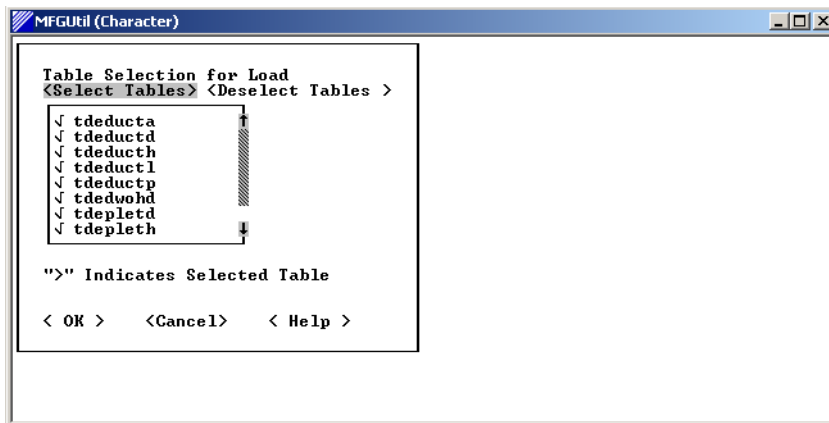 MFGUtil (Character)
Table Selection for Load
<Select Tables> <Deselect Tables >
√ tdeducta
√ tdeductd
√ tdeducth
√ tdeductl
√ tdeductp
√ tdedwohd
√ tdepletd
√ tdepleth
">" Indicates Selected Table
< OK > <Cancel> < Help >